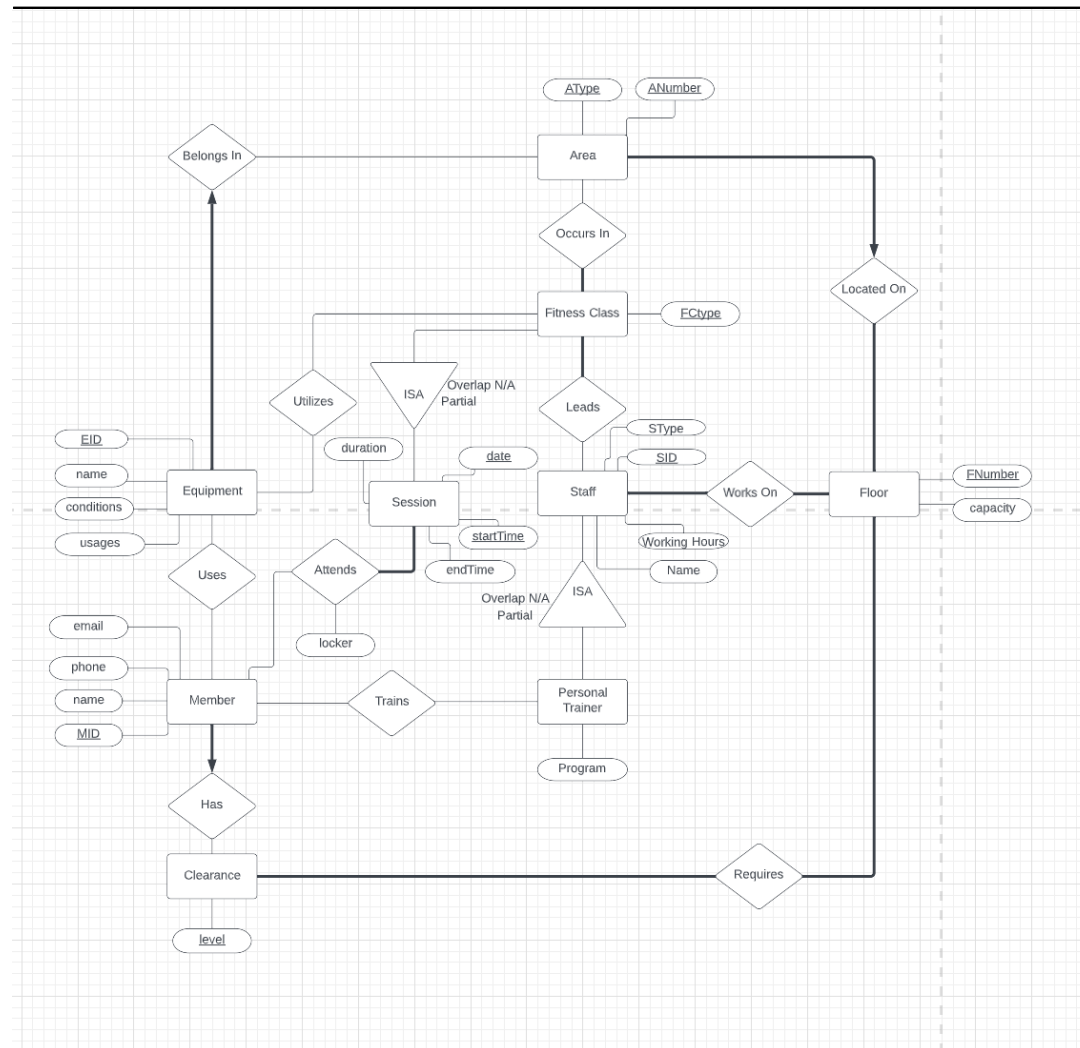 AType
ANumber
Belongs In
Area
Occurs In
Located On
Fitness Class
FCtype
Utilizes
ISA
Overlap N/A
Partial
Leads
SType
duration
date
SID
EID
name
Equipment
conditions
usages
Session
Staff
Works On
Floor
FNumber
capacity
startTime
Working Hours
endTime
Name
Uses
Attends
ISA
Overlap N/A
Partial
locker
email
phone
name
MID
Member
Trains
Personal
Trainer
Program
Has
Clearance
Requires
level